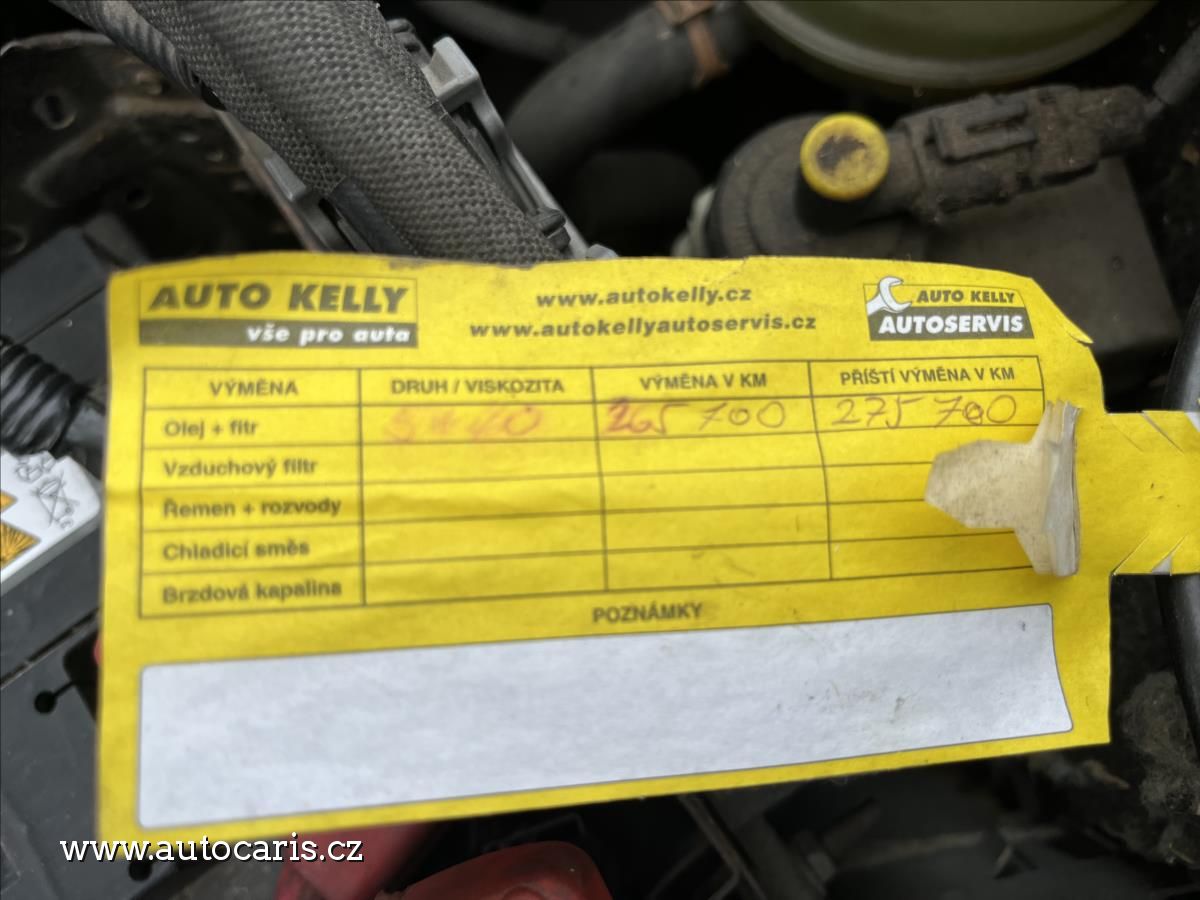 AUTO KELLY
vše pro auta
www.autokelly.cz
www.autokellyautoservis.cz
AUTO KELLY
AUTOSERVIS
VÝMĚNA DRUH / VISKOZITA VÝMĚNA V KM PŘÍŠTÍ VÝMĚNA V KM
Olej + fitr 5W40 265 700 275 700
Vzduchový filtr
Řemen + rozvody
Chladicí směs
Brzdová kapalina
POZNÁMKY
www.autocaris.cz